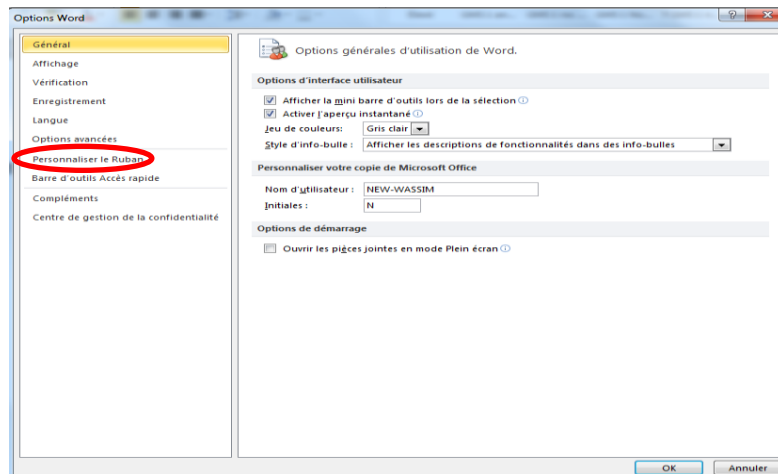 Options Word
Général
Affichage
Vérification
Enregistrement
Langue
Options avancées
Personnaliser le Ruban
Barre d'outils Accès rapide
Compléments
Centre de gestion de la confidentialité
Options générales d'utilisation de Word.
Options d'interface utilisateur
Afficher la mini barre d'outils lors de la sélection
Activer l'aperçu instantané
Jeu de couleurs: Gris clair
Style d'info-bulle : Afficher les descriptions de fonctionnalités dans des info-bulles
Personnaliser votre copie de Microsoft Office
Nom d'utilisateur : NEW-WASSIM
Initiales : N
Options de démarrage
Ouvrir les pièces jointes en mode Plein écran
OK Annuler